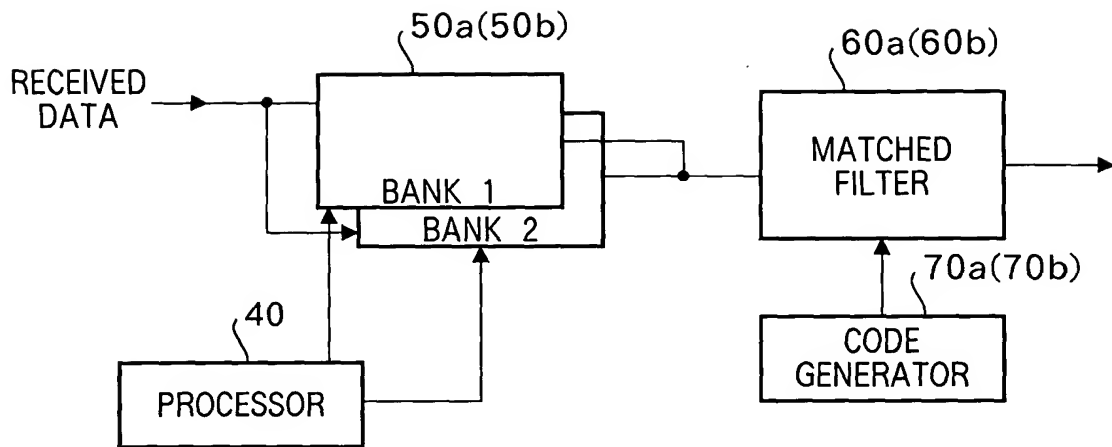 50a(50b)
60a(60b)
RECEIVED
DATA
MATCHED
FILTER
BANK 1
BANK 2
70a(70b)
40
CODE
GENERATOR
PROCESSOR